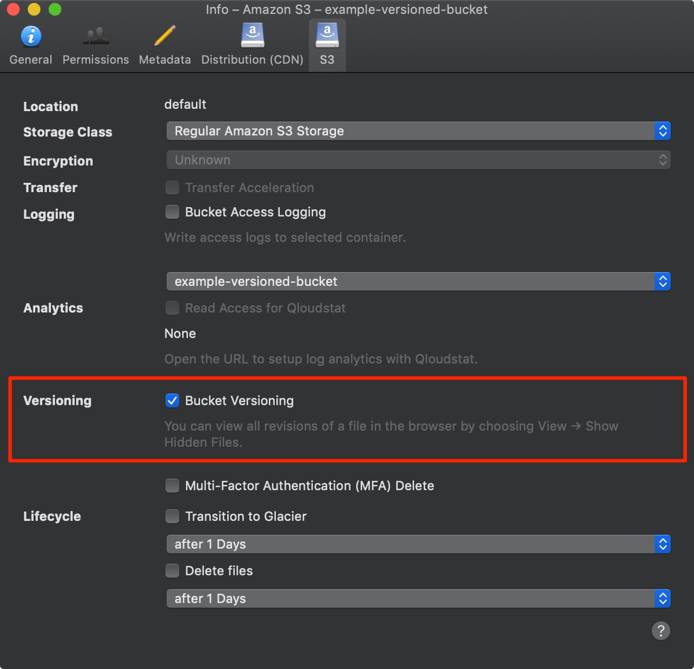 Info – Amazon S3 – example-versioned-bucket
General Permissions Metadata Distribution (CDN) S3
Location default
Storage Class Regular Amazon S3 Storage
Encryption Unknown
Transfer Transfer Acceleration
Logging Bucket Access Logging
Write access logs to selected container.
example-versioned-bucket
Analytics Read Access for Qloudstat
None
Open the URL to setup log analytics with Qloudstat.
Versioning Bucket Versioning
You can view all revisions of a file in the browser by choosing View → Show
Hidden Files.
Multi-Factor Authentication (MFA) Delete
Lifecycle Transition to Glacier
after 1 Days
Delete files
after 1 Days
?